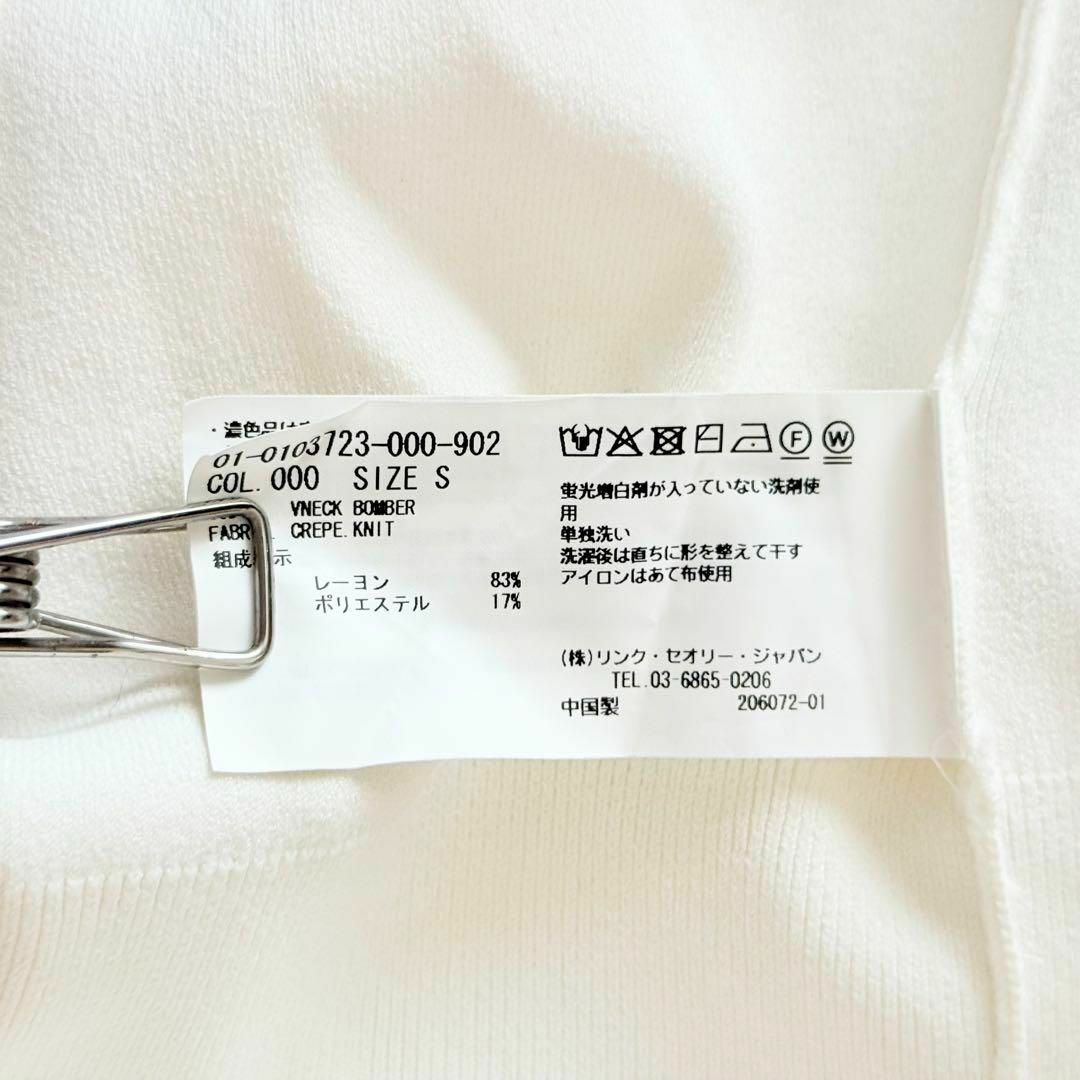 ・濃色品は
01-0103723-000-902
COL.000 SIZE S
VNECK BOMBER
CREPE.KNIT
レーヨン 83%
ポリエステル 17%
F
W
蛍光増白剤が入っていない洗剤使
用
単独洗い
洗濯後は直ちに形を整えて干す
アイロンはあて布使用
(株)リンク・セオリー・ジャパン
TEL.03-6865-0206
中国製 206072-01